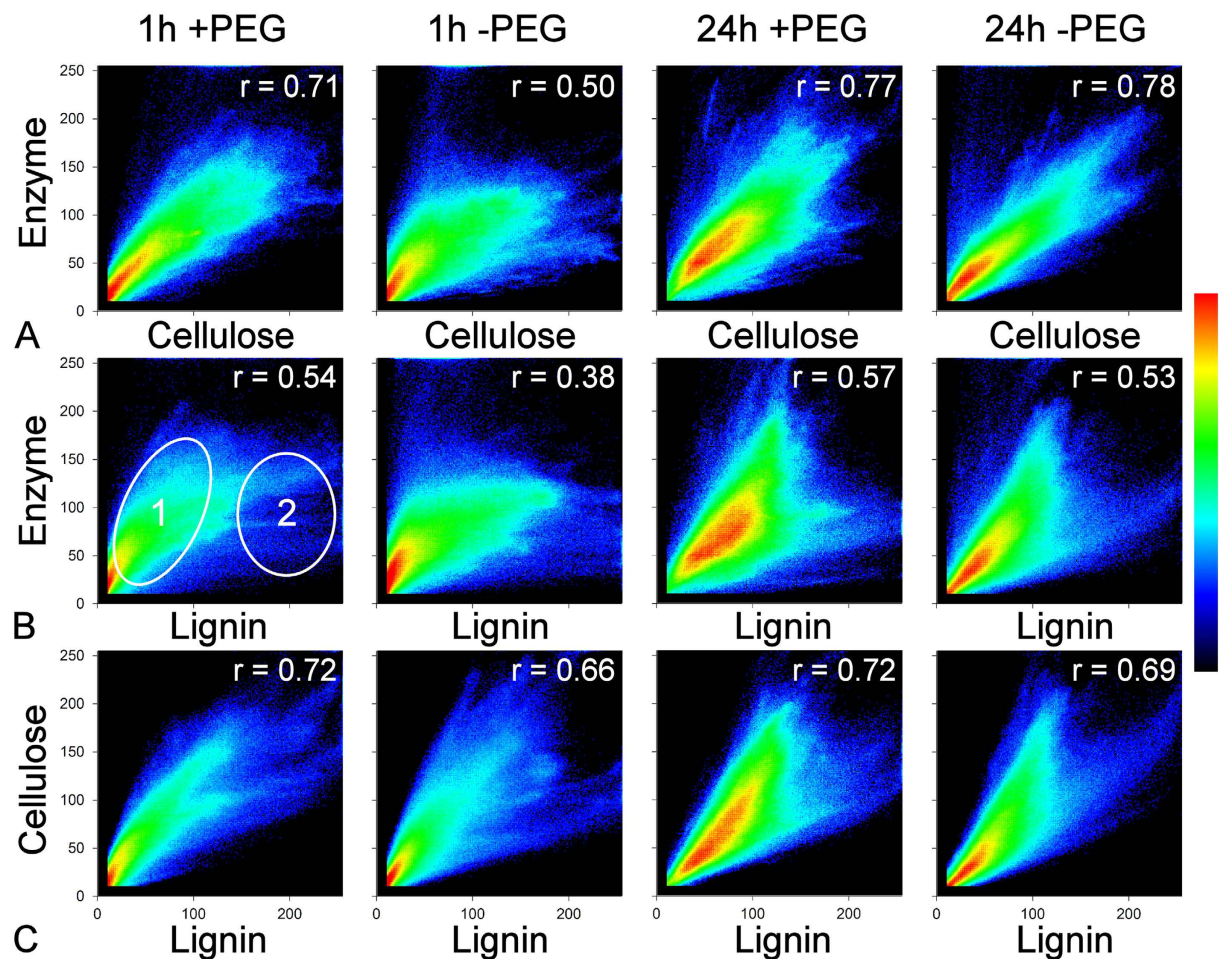 1h +PEG 1h -PEG 24h +PEG 24h -PEG
250 r = 0.71 r = 0.50 r = 0.77 r = 0.78
200
150
Enzyme
100
50
0
A Cellulose Cellulose Cellulose Cellulose
250 r = 0.54 r = 0.38 r = 0.57 r = 0.53
200
150
Enzyme
100 1 2
50
0
B Lignin Lignin Lignin Lignin
250 r = 0.72 r = 0.66 r = 0.72 r = 0.69
200
150
Cellulose
100
50
0
0 100 200 0 100 200 0 100 200 0 100 200
C Lignin Lignin Lignin Lignin